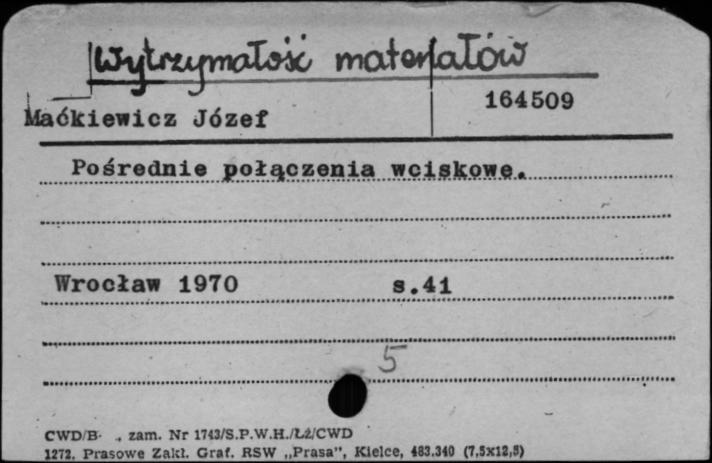 Wytrzymałość materiałów
164509
Maćkiewicz Józef
Pośrednie połączenia wciskowe.
Wrocław 1970 s.41
5
CWD/B- ., zam. Nr 1743/S.P.W.H./Łż/CWD
1272. Prasowe Zakł. Graf. RSW „Prasa”, Kielce, 483.340 (7,5x12,5)